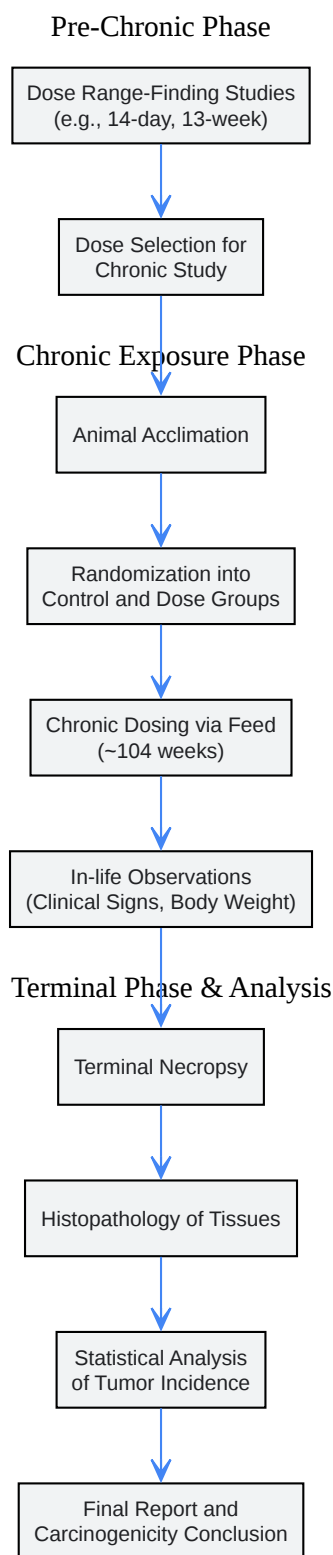 Pre-Chronic Phase
Dose Range-Finding Studies
(e.g., 14-day, 13-week)
Dose Selection for
Chronic Study
Chronic Exposure Phase
Animal Acclimation
Randomization into
Control and Dose Groups
Chronic Dosing via Feed
(~104 weeks)
In-life Observations
(Clinical Signs, Body Weight)
Terminal Phase & Analysis
Terminal Necropsy
Histopathology of Tissues
Statistical Analysis
of Tumor Incidence
Final Report and
Carcinogenicity Conclusion